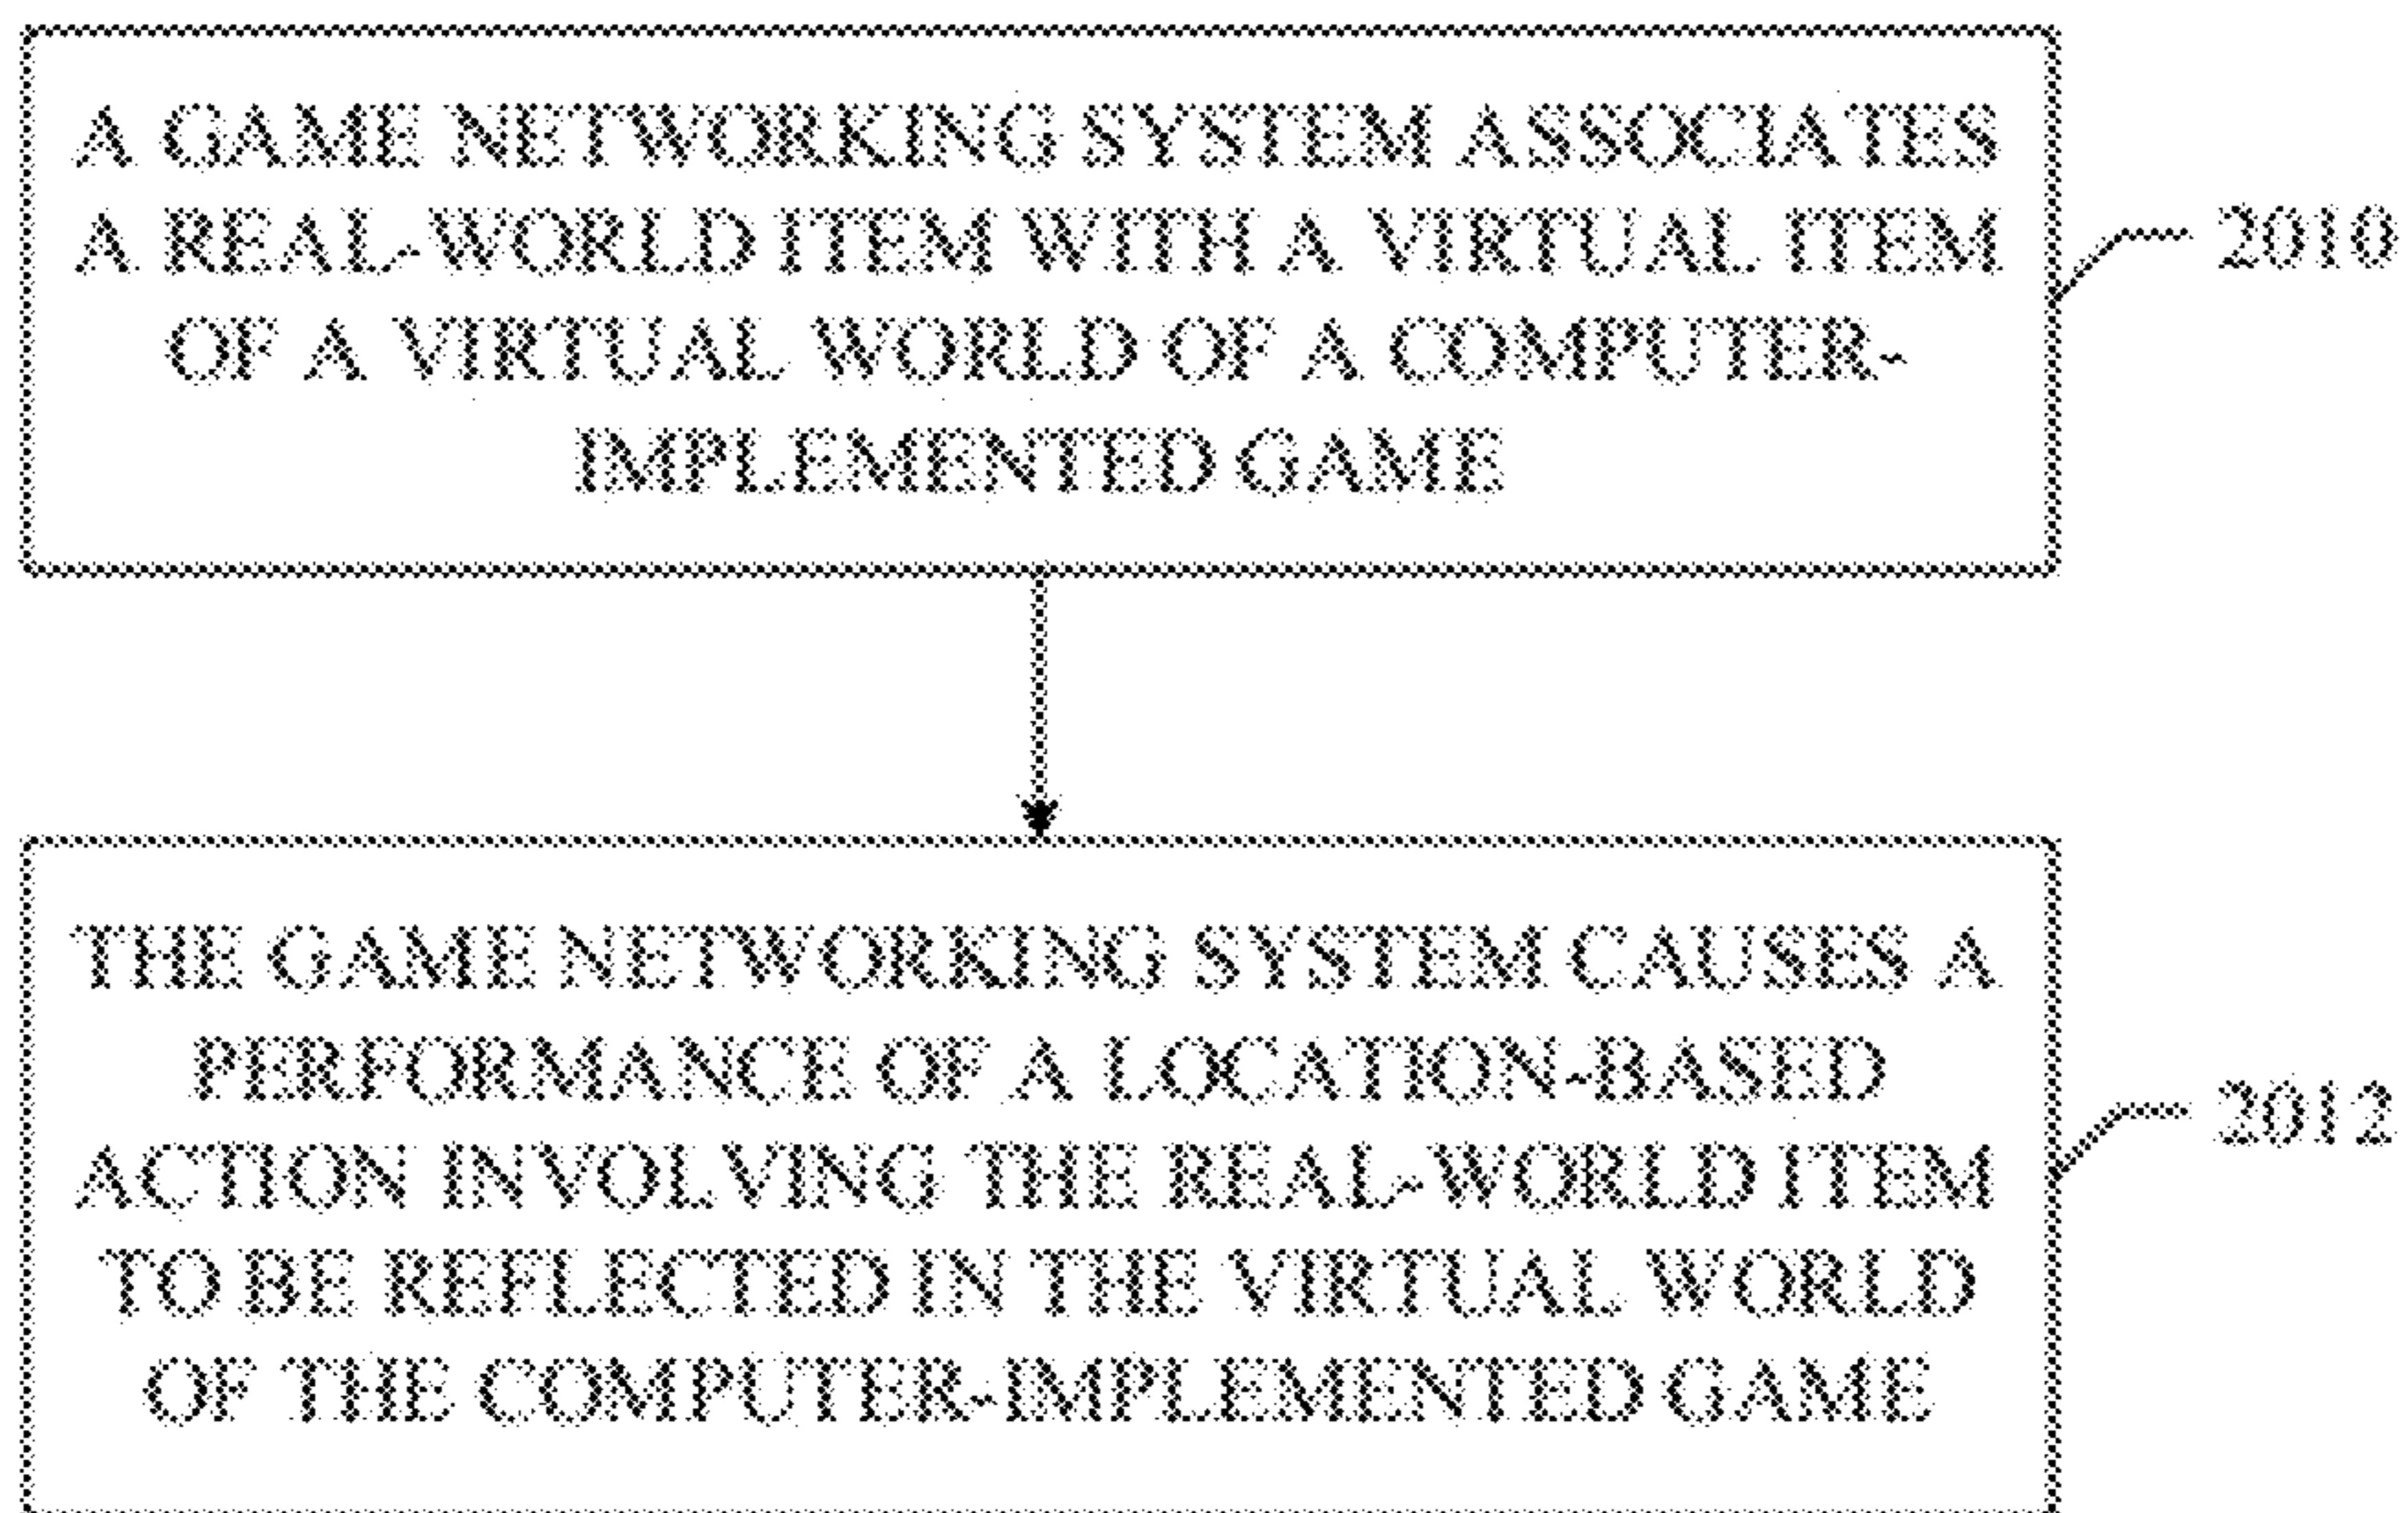 A GAME NETWORKING SYSTEM ASSOCIATES
A REAL-WORLD ITEM WITH A VIRTUAL ITEM
OF A VIRTUAL WORLD OF A COMPUTER-
IMPLEMENTED GAME
2010
THE GAME NETWORKING SYSTEM CAUSES A
PERFORMANCE OF A LOCATION-BASED
ACTION INVOLVING THE REAL-WORLD ITEM
TO BE REFLECTED IN THE VIRTUAL WORLD
OF THE COMPUTER-IMPLEMENTED GAME
2012